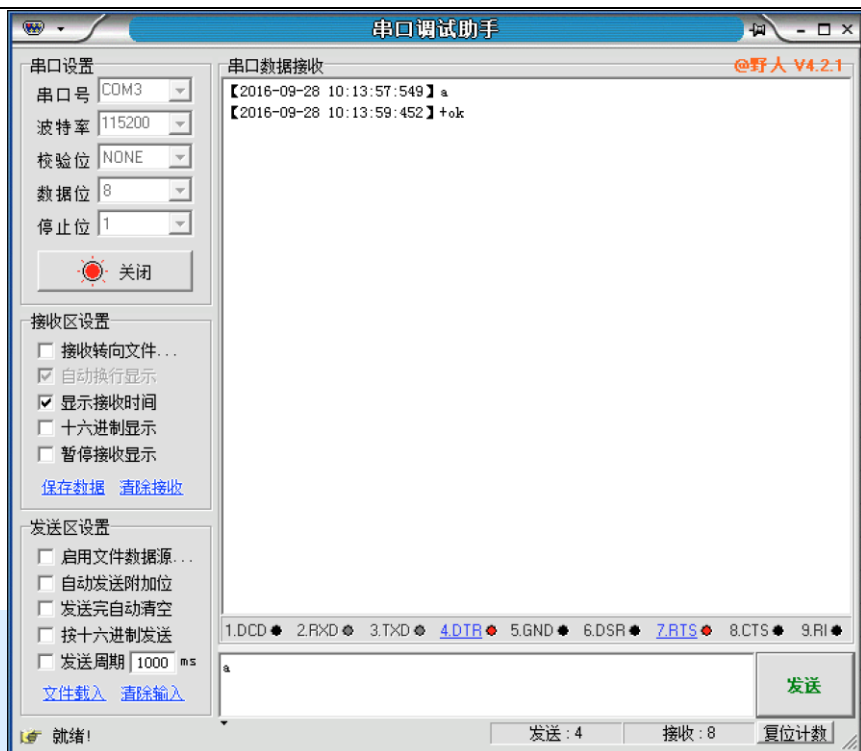 串口调试助手
串口设置
串口号 COM3
波特率 115200
校验位 NONE
数据位 8
停止位 1
关闭
接收区设置
接收转向文件...
自动换行显示
显示接收时间
十六进制显示
暂停接收显示
保存数据 清除接收
发送区设置
启用文件数据源...
自动发送附加位
发送完自动清空
按十六进制发送
发送周期 1000 ms
文件载入 清除输入
串口数据接收 @野人 V4.2.1
【2016-09-28 10:13:57:549】a
【2016-09-28 10:13:59:452】+ok
1.DCD 2.RXD 3.TXD 4.DTR 5.GND 6.DSR 7.RTS 8.CTS 9.RI
a
发送
就绪! 发送:4 接收:8 复位计数